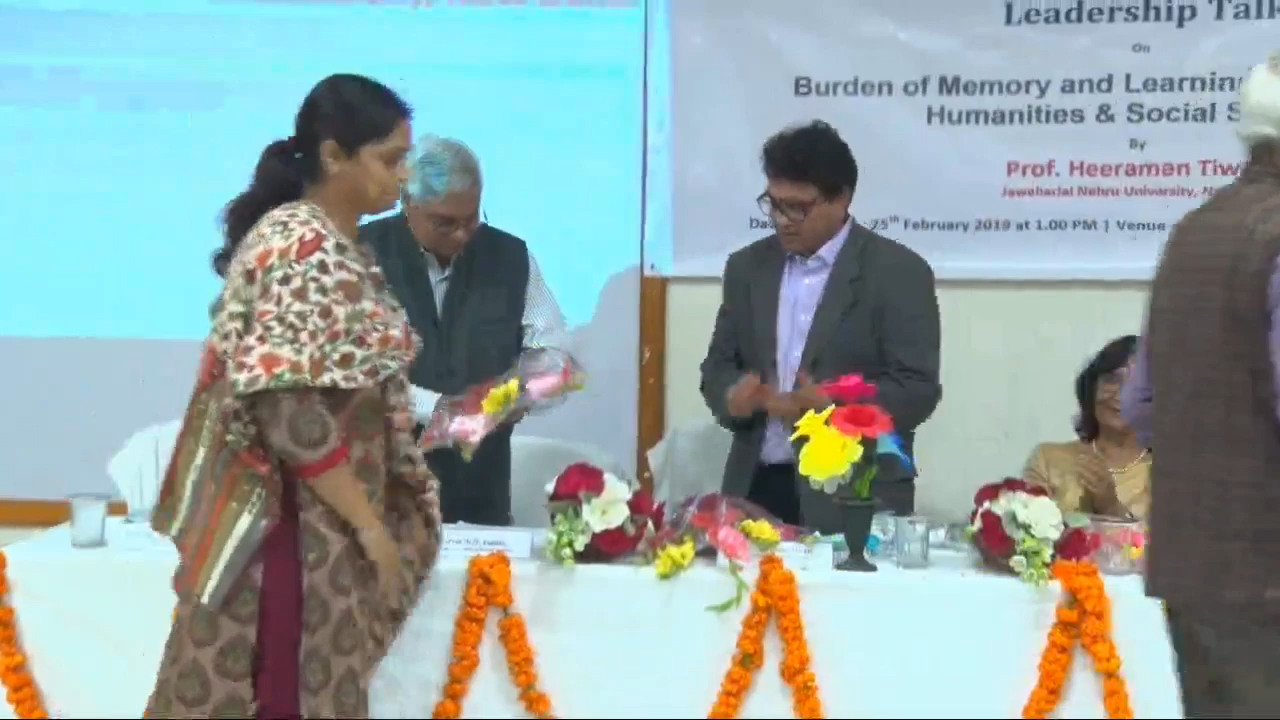 Leadership Talk
On
Burden of Memory and Learning
Humanities & Social S
By
Prof. Heeraman Tiw
Jawaharlal Nehru University, N
25th February 2019 at 1.00 PM | Venue